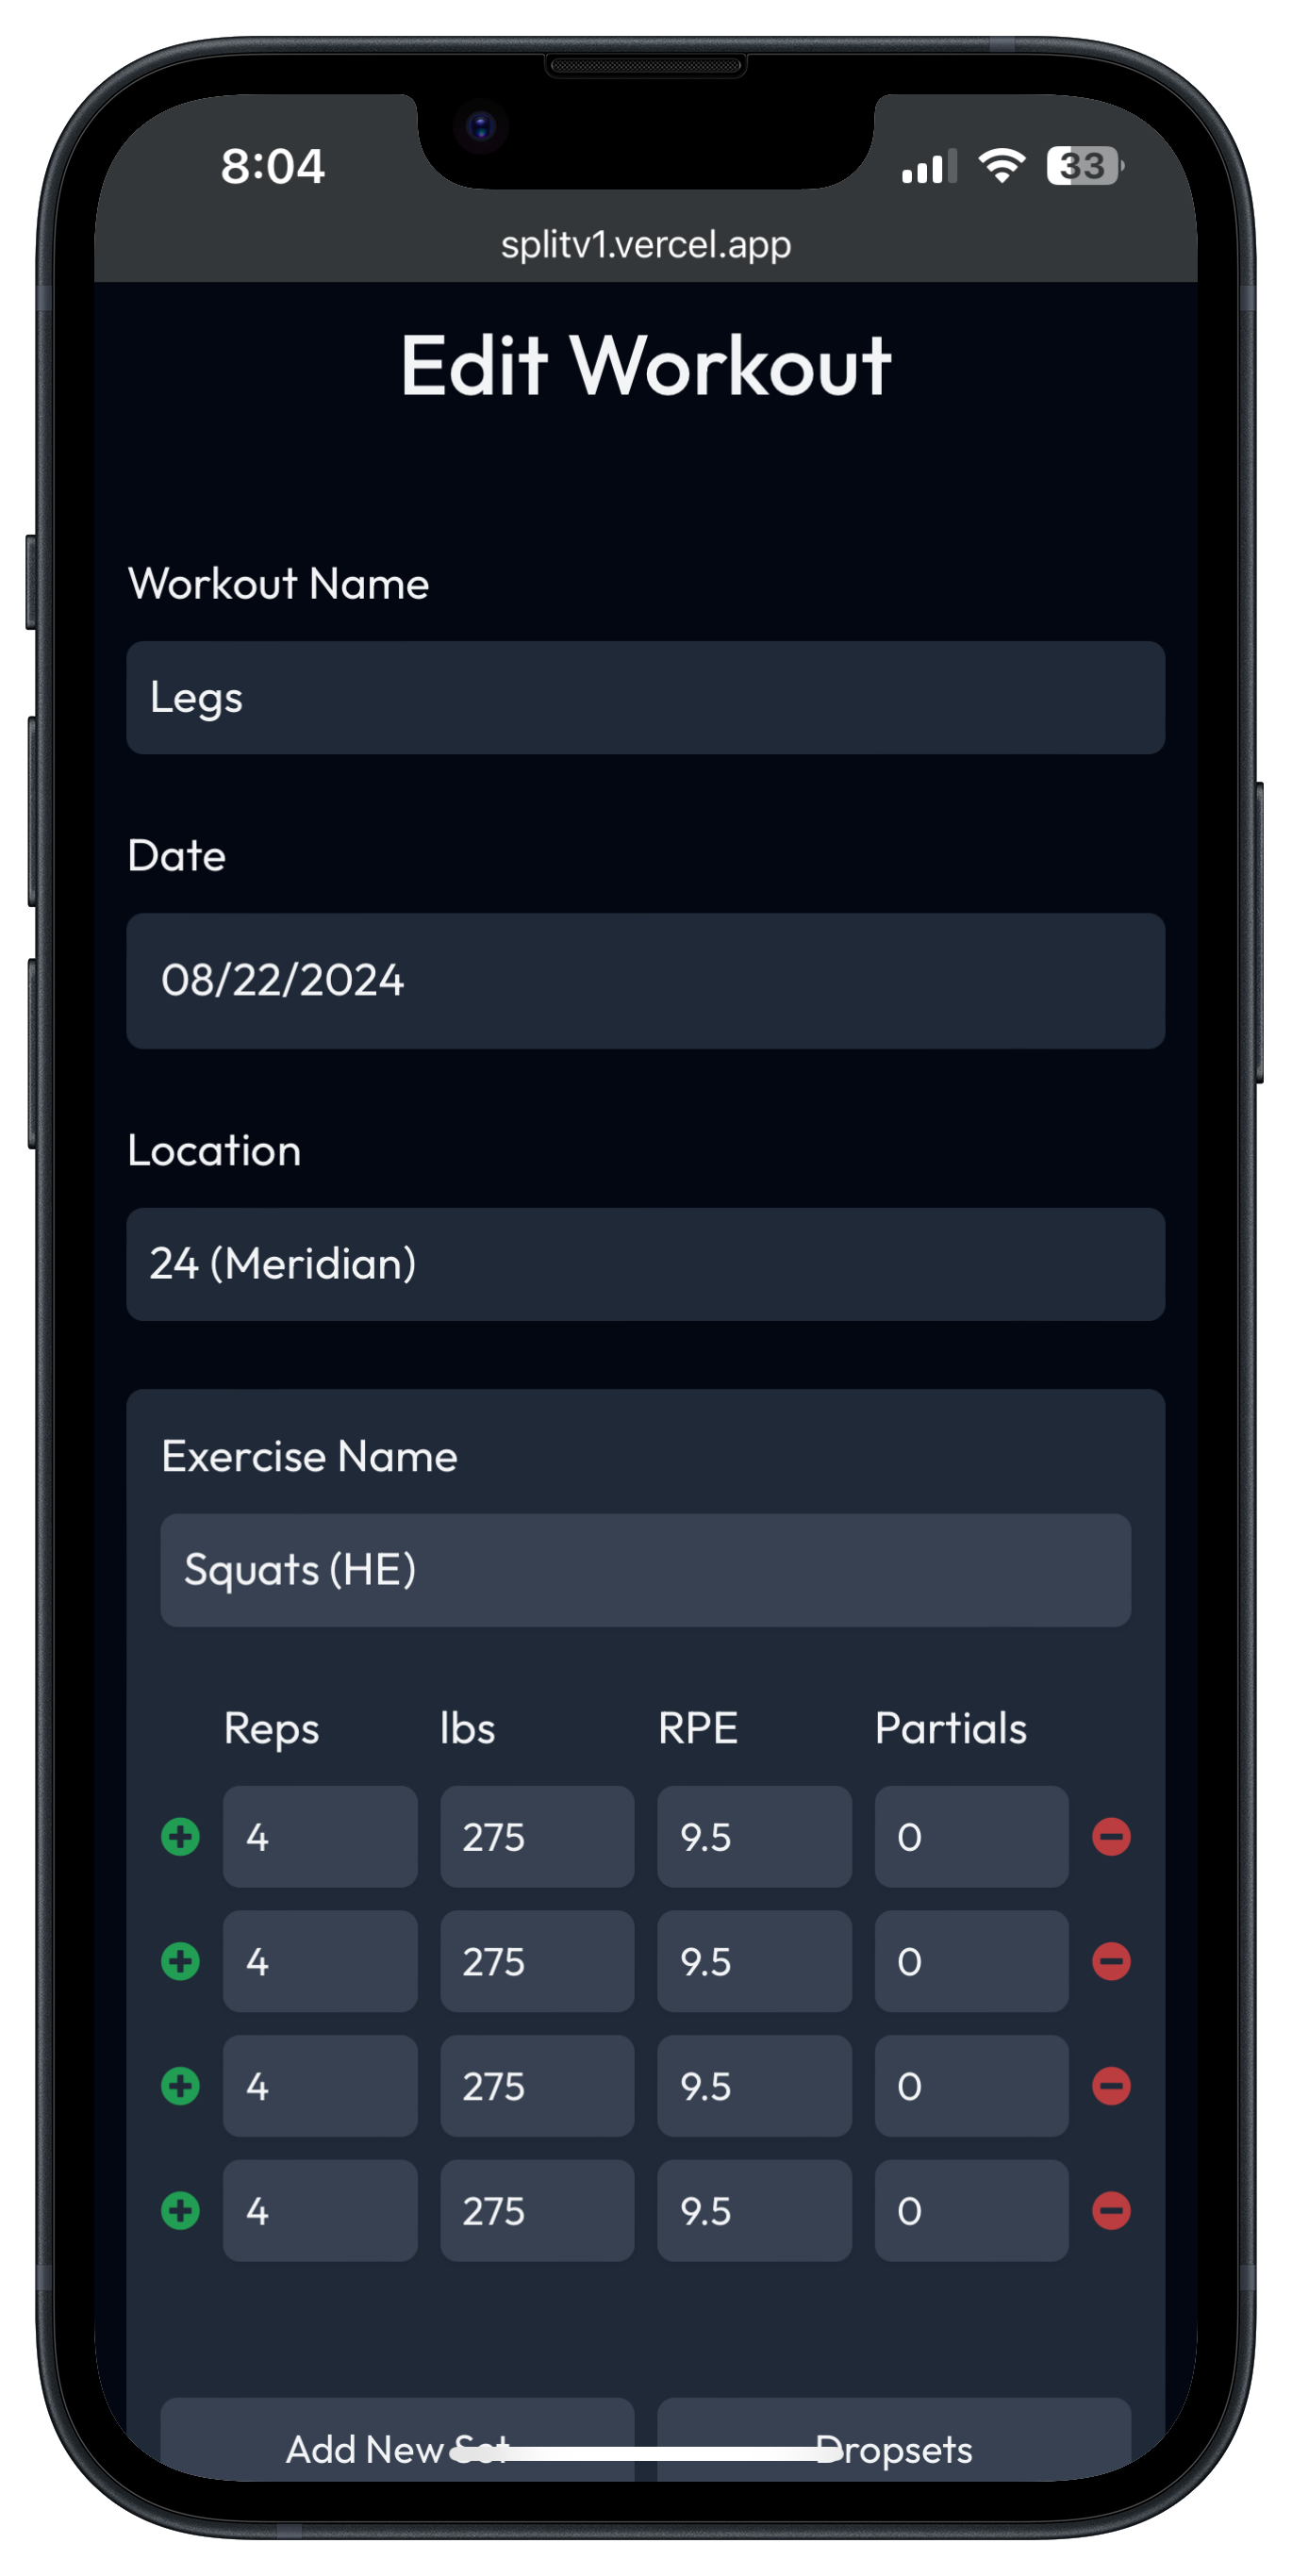 8:04
33
splitv1.vercel.app
Edit Workout
Workout Name
Legs
Date
08/22/2024
Location
24 (Meridian)
Exercise Name
Squats (HE)
Reps lbs RPE Partials
4 275 9.5 0
4 275 9.5 0
4 275 9.5 0
4 275 9.5 0
Add New Set Dropsets